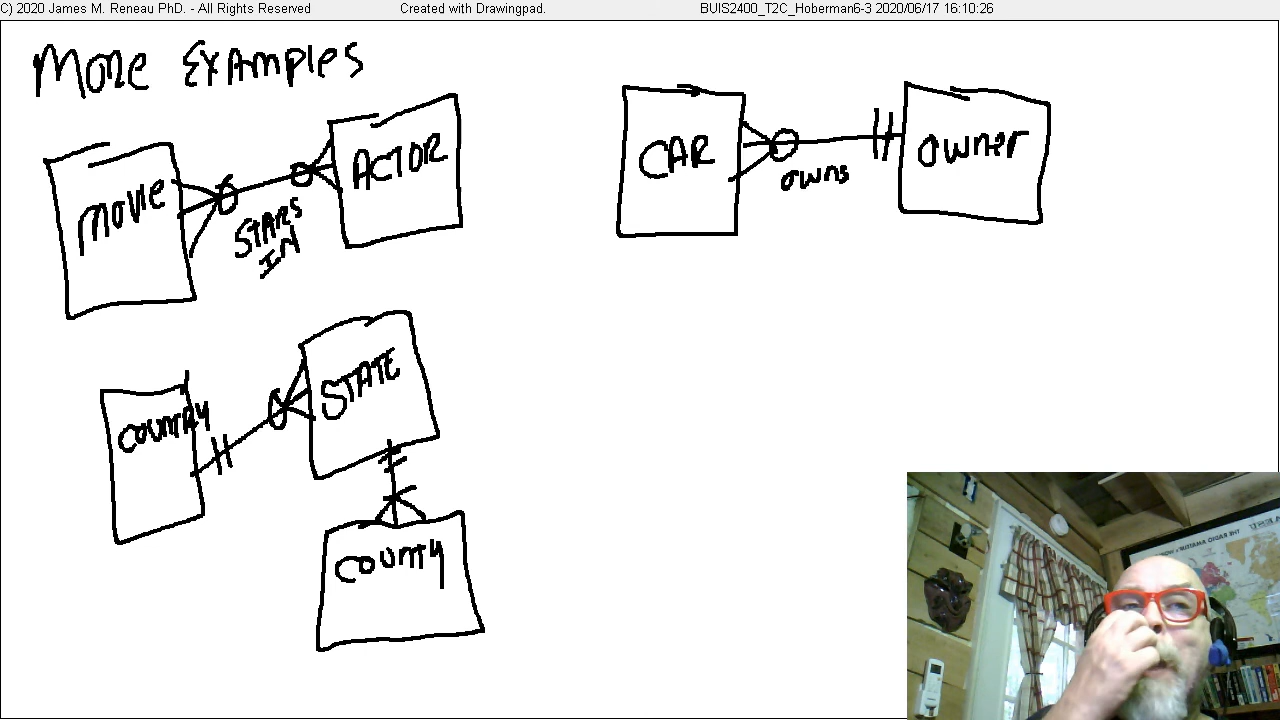 (C) 2020 James M. Reneau PhD. - All Rights Reserved
Created with Drawingpad.
BUIS2400_T2C_Hoberman6-3 2020/06/17 16:10:26
MORE EXAMPLES
MOVIE
STARS
IN
ACTOR
CAR
OWNS
OWNER
COUNTRY
STATE
COUNTY